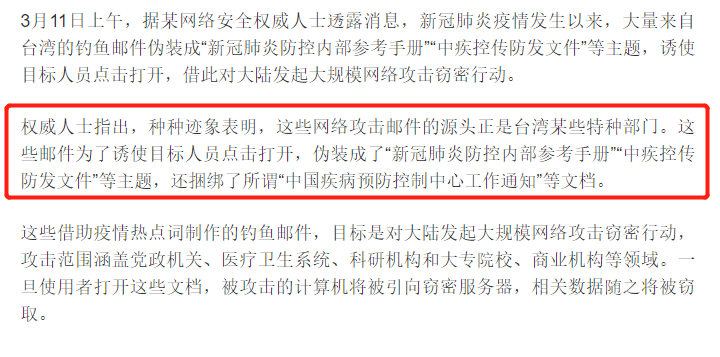 3月11日上午，据某网络安全权威人士透露消息，新冠肺炎疫情发生以来，大量来自
台湾的钓鱼邮件伪装成“新冠肺炎防控内部参考手册”“中疾控传防发文件”等主题，诱使
目标人员点击打开，借此对大陆发起大规模网络攻击窃密行动。
权威人士指出，种种迹象表明，这些网络攻击邮件的源头正是台湾某些特种部门。这
些邮件为了诱使目标人员点击打开，伪装成了“新冠肺炎防控内部参考手册”“中疾控传
防发文件”等主题，还捆绑了所谓“中国疾病预防控制中心工作通知”等文档。
这些借助疫情热点词制作的钓鱼邮件，目标是对大陆发起大规模网络攻击窃密行动，
攻击范围涵盖党政机关、医疗卫生系统、科研机构和大专院校、商业机构等领域。一
旦使用者打开这些文档，被攻击的计算机将被引向窃密服务器，相关数据随之将被窃
取。